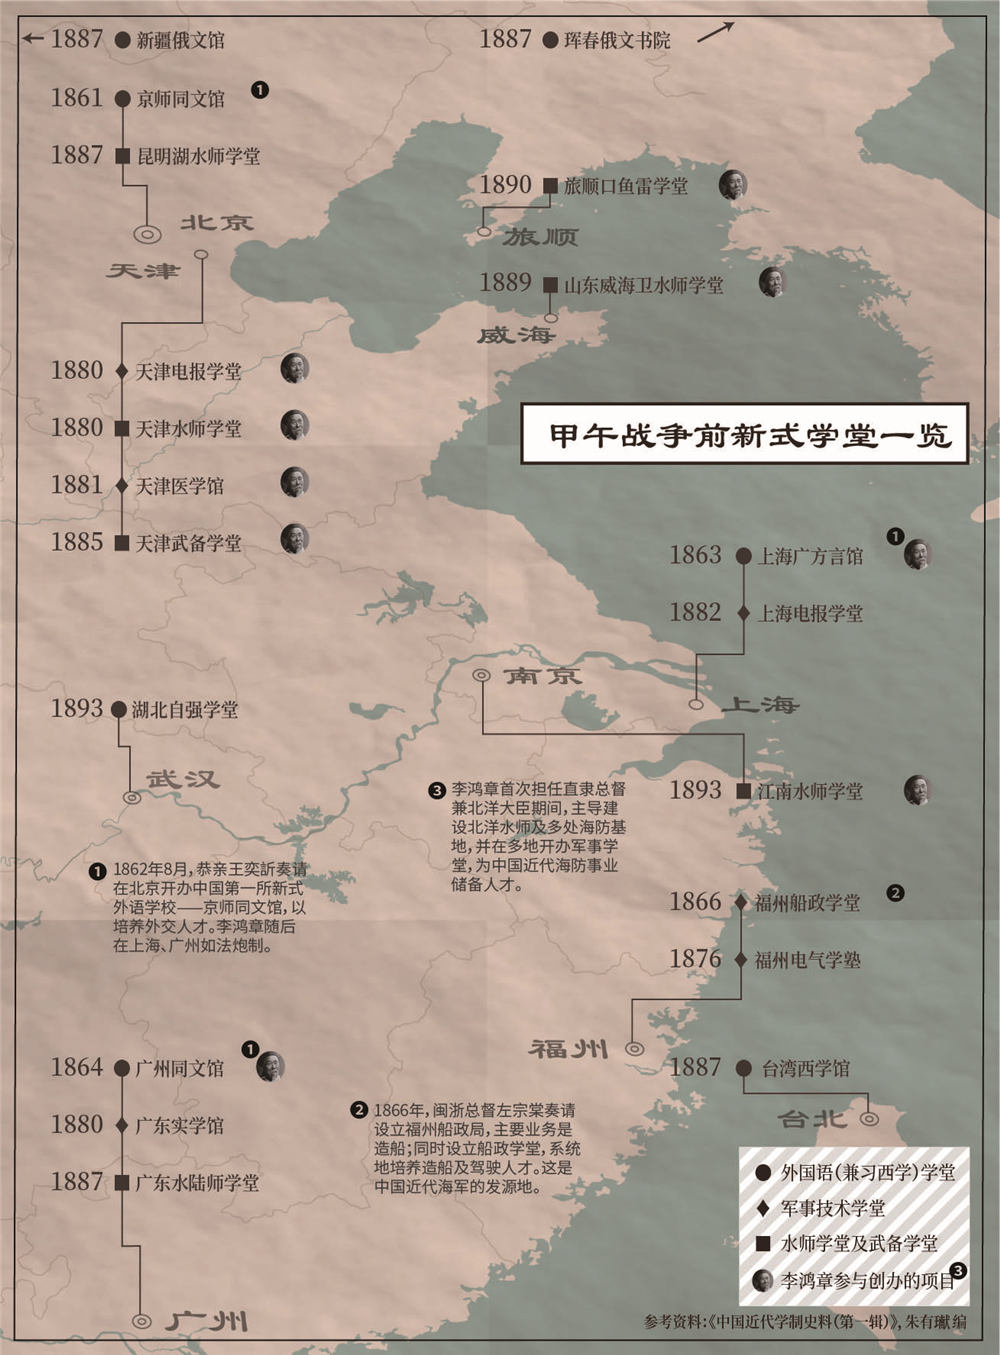 1887 新疆俄文馆
1887 珲春俄文书院
1861 京师同文馆 1
1887 昆明湖水师学堂
北京
天津
1890 旅顺口鱼雷学堂
旅顺
1889 山东威海卫水师学堂
威海
1880 天津电报学堂
1880 天津水师学堂
1881 天津医学馆
1885 天津武备学堂
甲午战争前新式学堂一览
1863 上海广方言馆 1
1882 上海电报学堂
上海
南京
1893 江南水师学堂
1893 湖北自强学堂
武汉
3 李鸿章首次担任直隶总督
兼北洋大臣期间，主导建
设北洋水师及多处海防基
地，并在多地开办军事学
堂，为中国近代海防事业
储备人才。
1 1862年8月，恭亲王奕訢奏请
在北京开办中国第一所新式
外语学校——京师同文馆，以
培养外交人才。李鸿章随后
在上海、广州如法炮制。
1866 福州船政学堂 2
1876 福州电气学塾
福州
1864 广州同文馆 1
1880 广东实学馆
1887 广东水陆师学堂
广州
2 1866年，闽浙总督左宗棠奏请
设立福州船政局，主要业务是
造船；同时设立船政学堂，系统
地培养造船及驾驶人才。这是
中国近代海军的发源地。
1887 台湾西学馆
台北
外国语（兼习西学）学堂
军事技术学堂
水师学堂及武备学堂
李鸿章参与创办的项目 3
参考资料：《中国近代学制史料（第一辑）》，朱有瓛 编